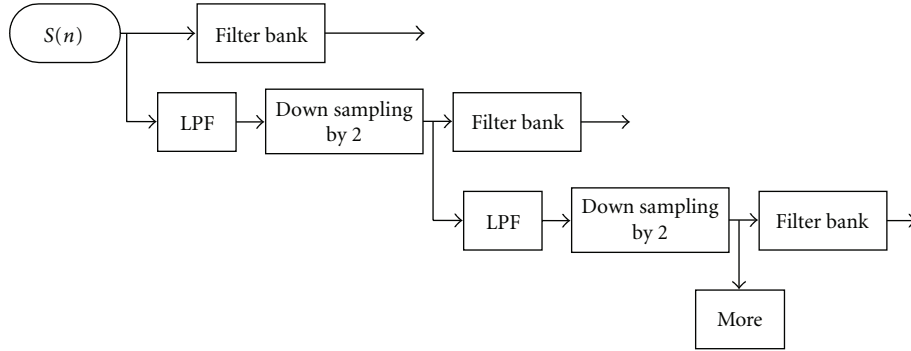 S(n)
Filter bank
LPF
Down sampling
by 2
Filter bank
LPF
Down sampling
by 2
Filter bank
More